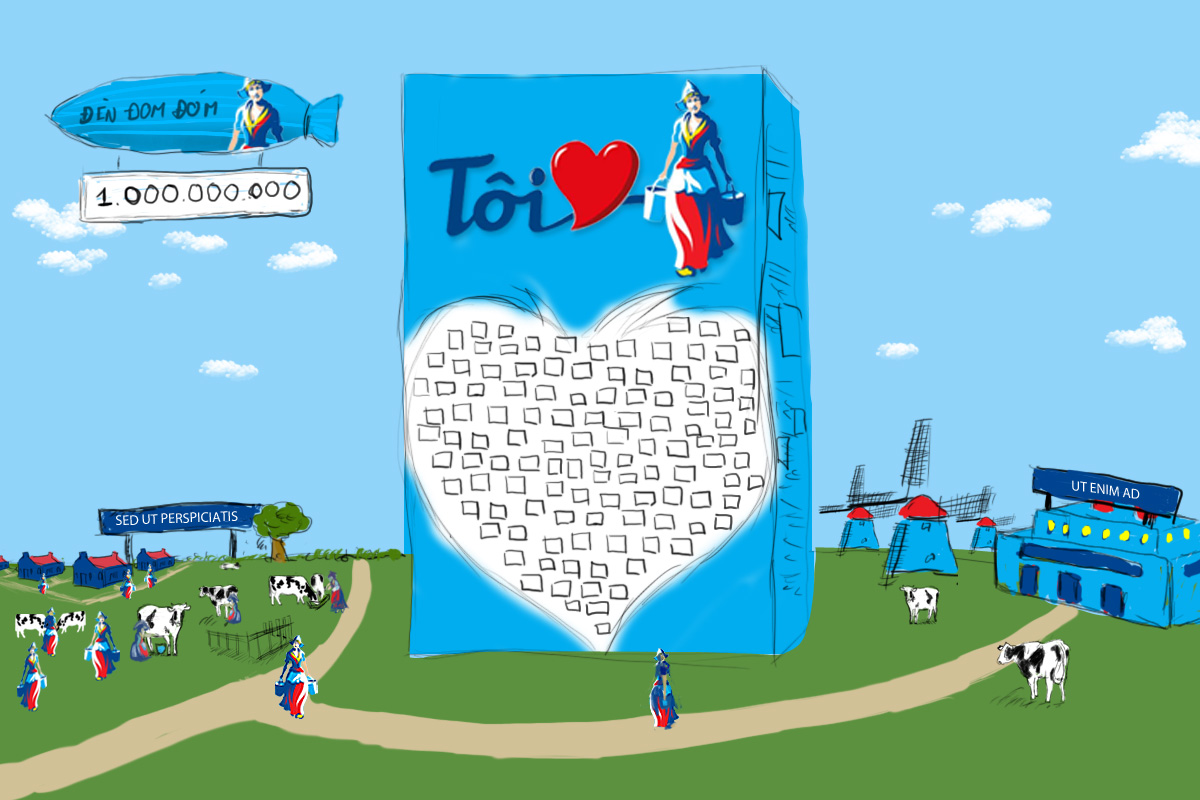 ĐÈN ĐOM ĐÓM
1.000.000.000
Tôi
SED UT PERSPICIATIS
UT ENIM AD